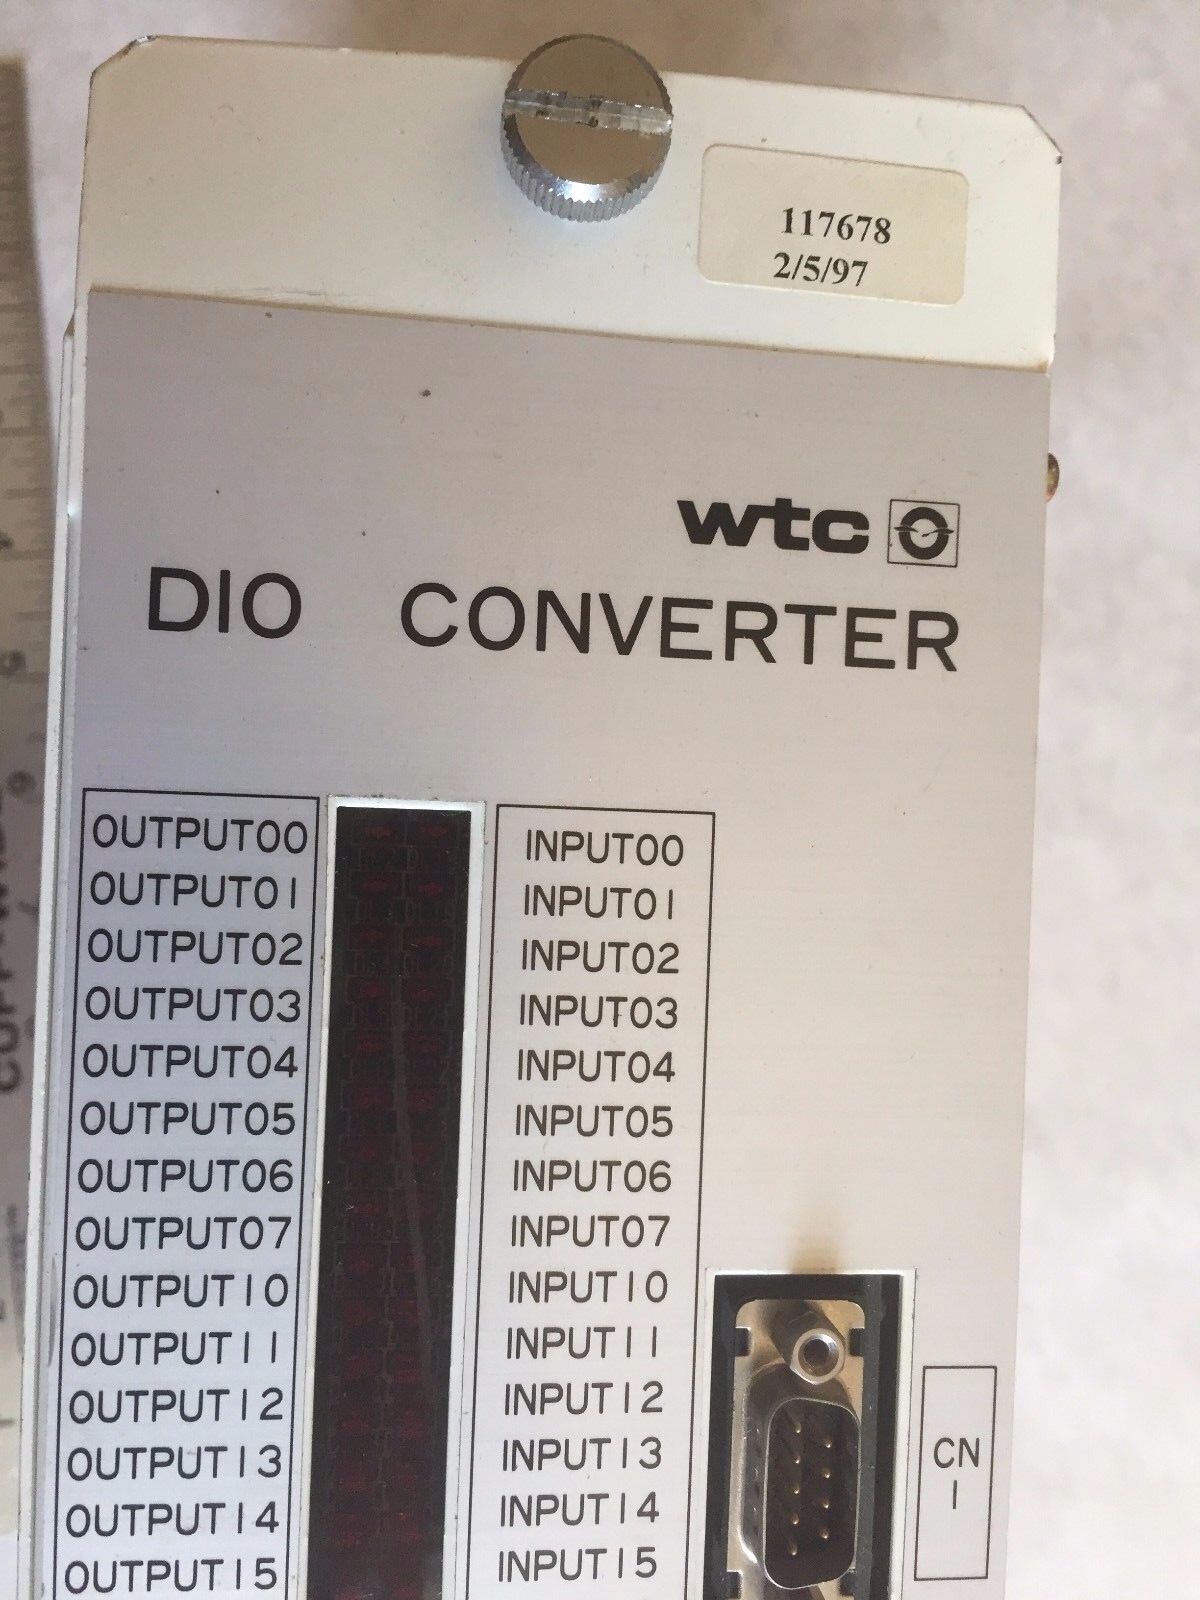 117678
2/5/97
wtc
DIO CONVERTER
OUTPUT00
OUTPUT01
OUTPUT02
OUTPUT03
OUTPUT04
OUTPUT05
OUTPUT06
OUTPUT07
OUTPUT10
OUTPUT11
OUTPUT12
OUTPUT13
OUTPUT14
OUTPUT15
INPUT00
INPUT01
INPUT02
INPUT03
INPUT04
INPUT05
INPUT06
INPUT07
INPUT10
INPUT11
INPUT12
INPUT13
INPUT14
INPUT15
CN
1